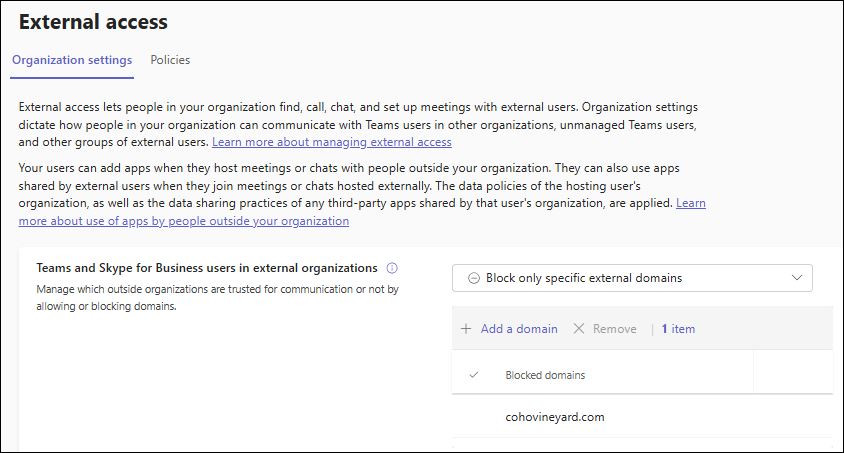 External access
Organization settings Policies
External access lets people in your organization find, call, chat, and set up meetings with external users. Organization settings
dictate how people in your organization can communicate with Teams users in other organizations, unmanaged Teams users,
and other groups of external users. Learn more about managing external access
Your users can add apps when they host meetings or chats with people outside your organization. They can also use apps
shared by external users when they join meetings or chats hosted externally. The data policies of the hosting user's
organization, as well as the data sharing practices of any third-party apps shared by that user's organization, are applied. Learn
more about use of apps by people outside your organization
Teams and Skype for Business users in external organizations
Manage which outside organizations are trusted for communication or not by
allowing or blocking domains.
Block only specific external domains
Add a domain Remove | 1 item
Blocked domains
cohovineyard.com